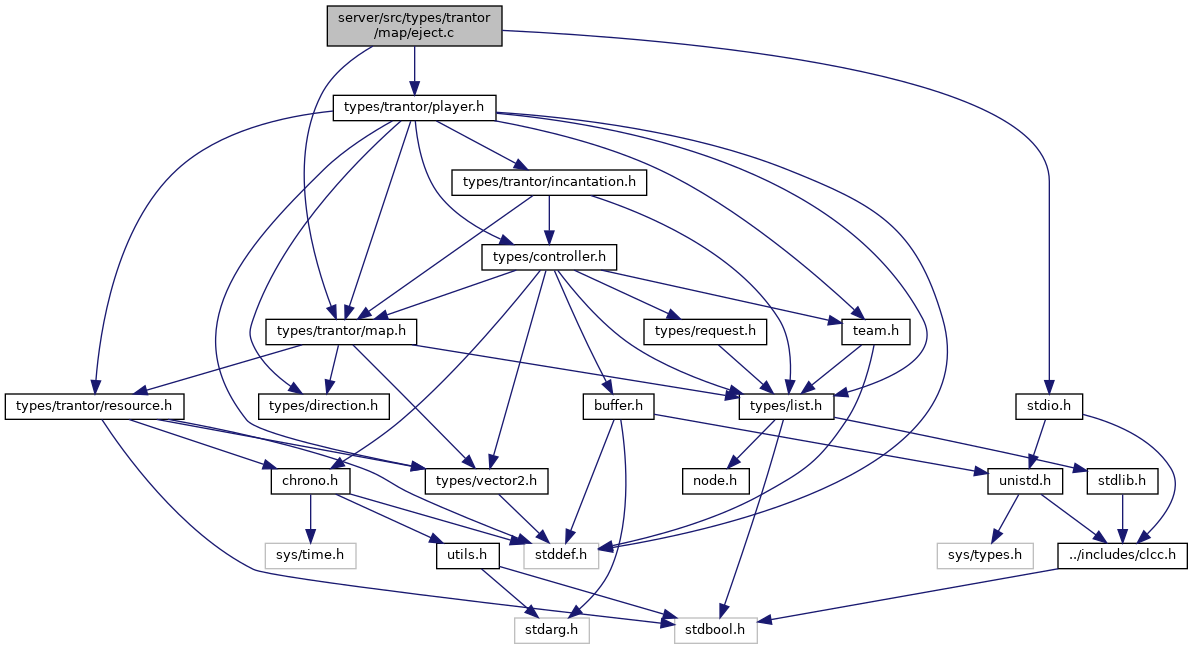 server/src/types/trantor
/map/eject.c
types/trantor/player.h
types/trantor/incantation.h
types/controller.h
types/trantor/map.h
types/request.h
team.h
types/trantor/resource.h
types/direction.h
buffer.h
types/list.h
stdio.h
chrono.h
types/vector2.h
node.h
unistd.h
stdlib.h
sys/time.h
utils.h
stddef.h
sys/types.h
../includes/clcc.h
stdarg.h
stdbool.h